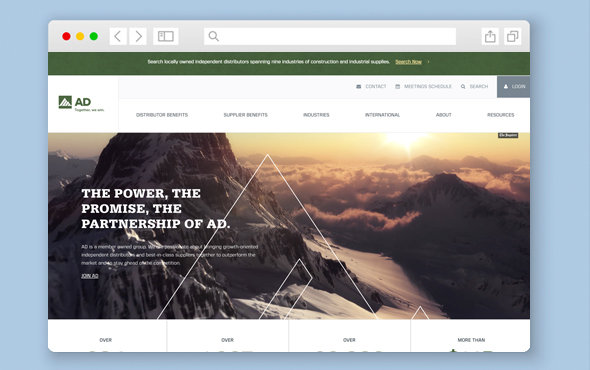 Search locally owned independent distributors spanning nine industries of construction and industrial supplies. Search Now
CONTACT MEETINGS SCHEDULE SEARCH LOGIN
AD
Together, we win.
DISTRIBUTOR BENEFITS SUPPLIER BENEFITS INDUSTRIES INTERNATIONAL ABOUT RESOURCES
THE POWER, THE
PROMISE, THE
PARTNERSHIP OF AD.
AD is a member owned group. We are passionate about bringing growth-oriented
independent distributors and best-in-class suppliers together to outperform the
market and to stay ahead of the competition.
JOIN AD
OVER OVER OVER MORE THAN